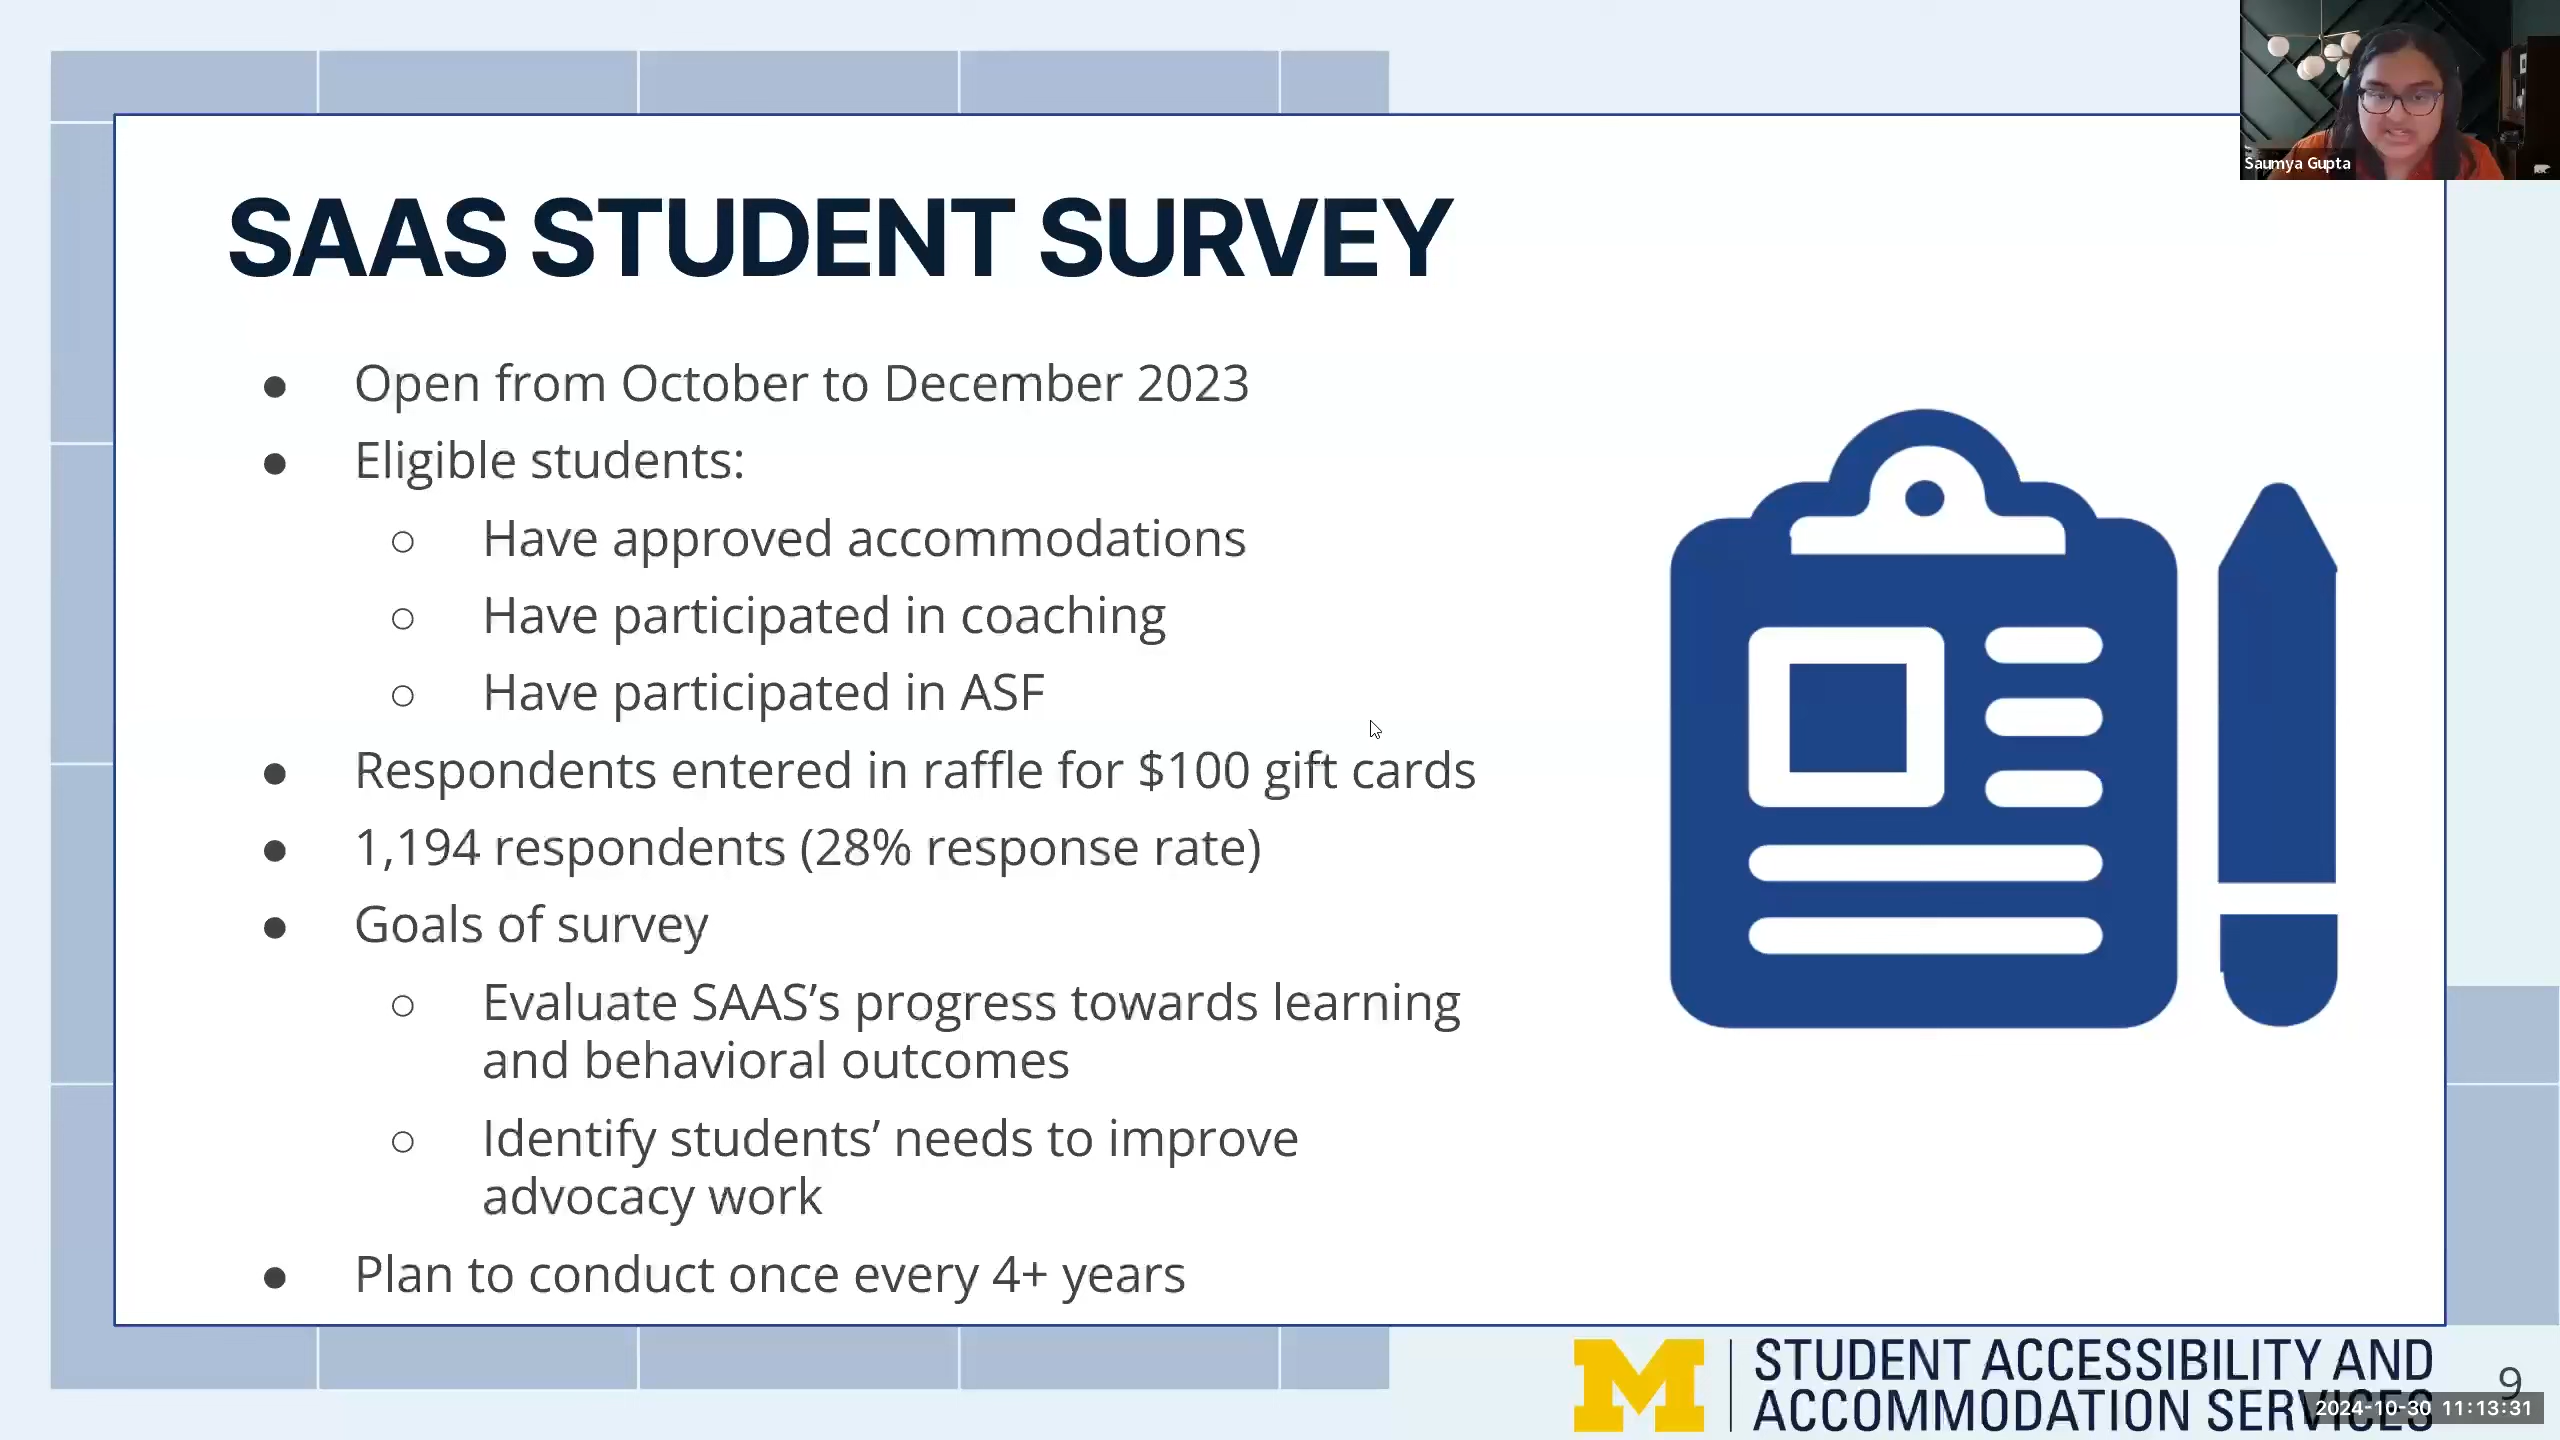 Saumya Gupta
SAAS STUDENT SURVEY
● Open from October to December 2023
● Eligible students:
○ Have approved accommodations
○ Have participated in coaching
○ Have participated in ASF
● Respondents entered in raffle for $100 gift cards
● 1,194 respondents (28% response rate)
● Goals of survey
○ Evaluate SAAS’s progress towards learning
and behavioral outcomes
○ Identify students’ needs to improve
advocacy work
● Plan to conduct once every 4+ years
M
STUDENT ACCESSIBILITY AND
ACCOMMODATION SERVICES
9
2024-10-30 11:13:31